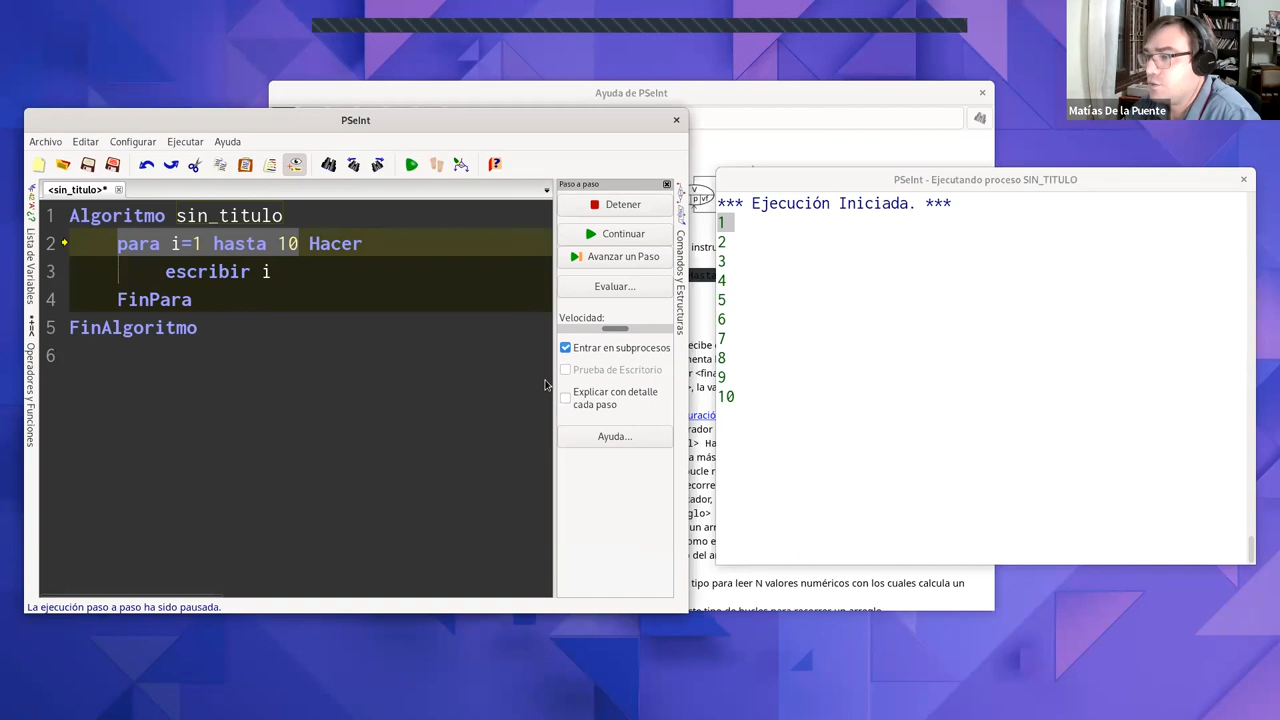 Matías De la Puente
Ayuda de PSeInt
PSeInt
Archivo Editar Configurar Ejecutar Ayuda
<sin_titulo>*
1 Algoritmo sin_titulo
2 para i=1 hasta 10 Hacer
3 escribir i
4 FinPara
5 FinAlgoritmo
6
Lista de Variables
Operadores y Funciones
Paso a paso
Detener
Continuar
Avanzar un Paso
Evaluar...
Velocidad:
Entrar en subprocesos
Prueba de Escritorio
Explicar con detalle
cada paso
Ayuda...
Comandos y Estructuras
La ejecución paso a paso ha sido pausada.
PSeInt - Ejecutando proceso SIN_TITULO
*** Ejecución Iniciada. ***
1
2
3
4
5
6
7
8
9
10
tipo para leer N valores numéricos con los cuales calcula un